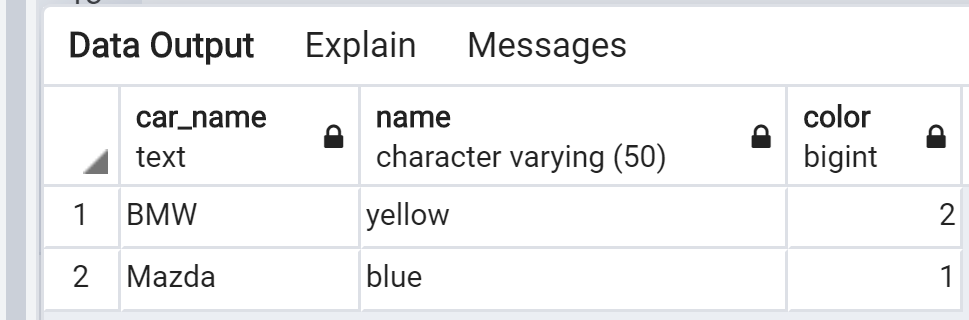 Data Output Explain Messages
car_name name color
text character varying (50) bigint
1 BMW yellow 2
2 Mazda blue 1